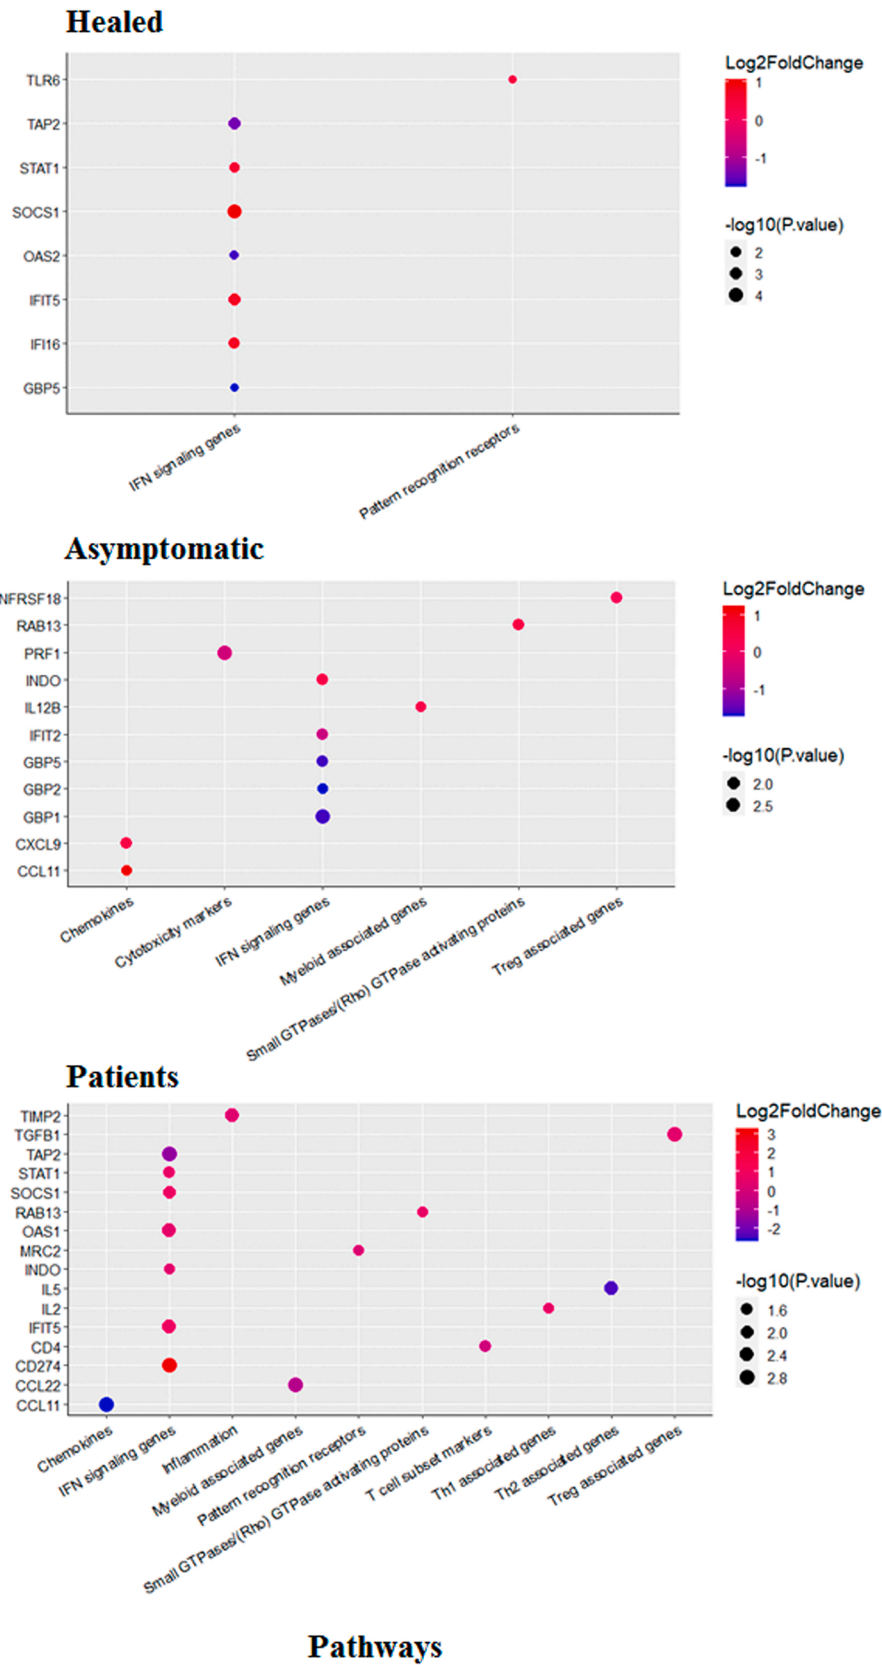 Healed
TLR6
TAP2
STAT1
SOCS1
OAS2
IFIT5
IFI16
GBP5
IFN signaling genes
Pattern recognition receptors
Log2FoldChange
1
0
-1
-log10(P.value)
2
3
4
Asymptomatic
NFRSF18
RAB13
PRF1
INDO
IL12B
IFIT2
GBP5
GBP2
GBP1
CXCL9
CCL11
Chemokines
Cytotoxicity markers
IFN signaling genes
Myeloid associated genes
Small GTPases/(Rho) GTPase activating proteins
Treg associated genes
Log2FoldChange
1
0
-1
-log10(P.value)
2.0
2.5
Patients
TIMP2
TGFB1
TAP2
STAT1
SOCS1
RAB13
OAS1
MRC2
INDO
IL5
IL2
IFIT5
CD4
CD274
CCL22
CCL11
Chemokines
IFN signaling genes
Inflammation
Myeloid associated genes
Pattern recognition receptors
Small GTPases/(Rho) GTPase activating proteins
T cell subset markers
Th1 associated genes
Th2 associated genes
Treg associated genes
Log2FoldChange
3
2
1
0
-1
-2
-log10(P.value)
1.6
2.0
2.4
2.8
Pathways